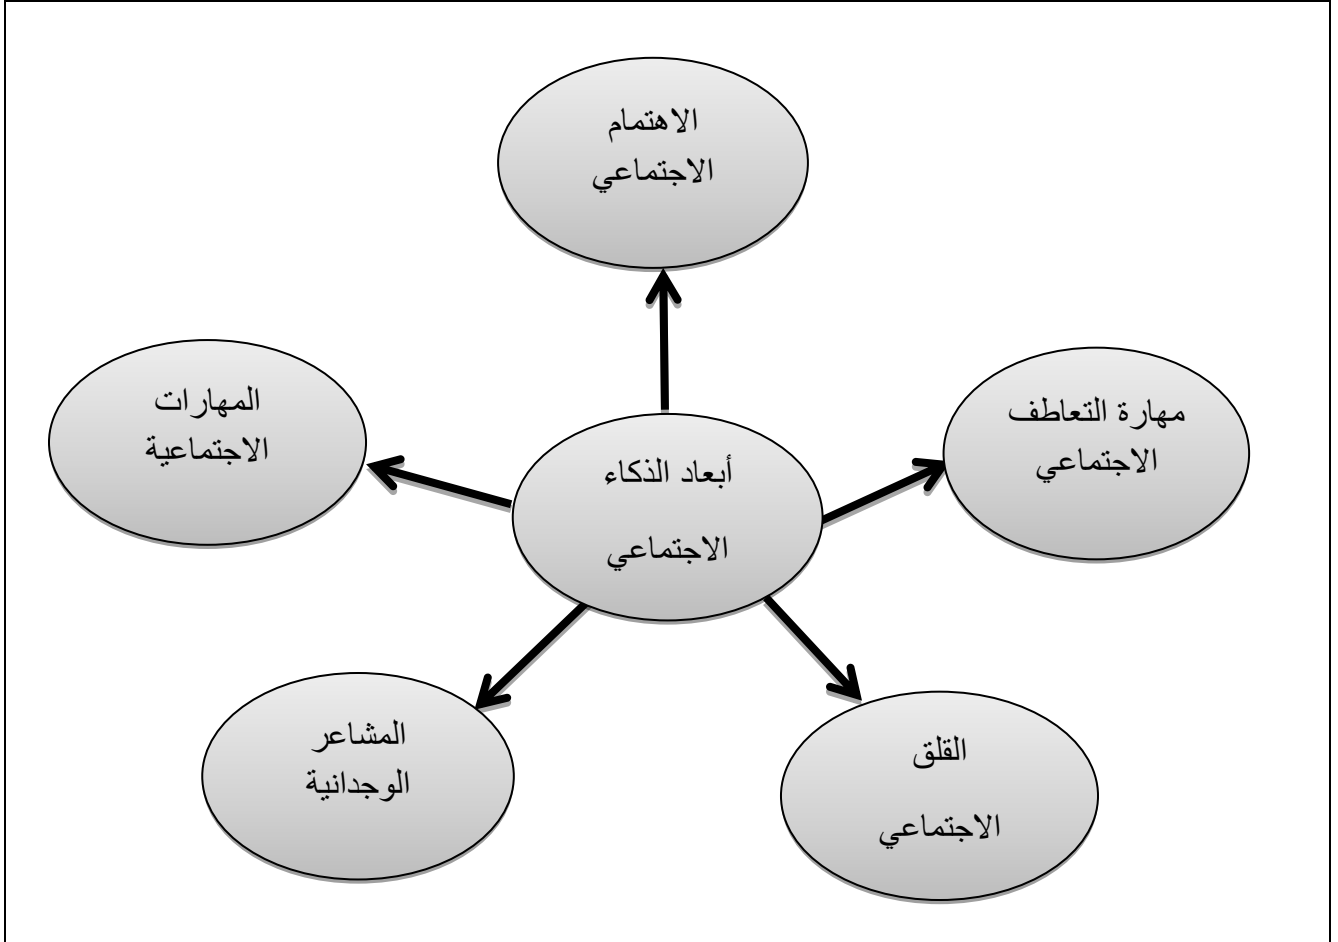 الاهتمام
الاجتماعي
مهارة التعاطف
الاجتماعي
المهارات
الاجتماعية
أبعاد الذكاء
الاجتماعي
القلق
الاجتماعي
المشاعر
الوجدانية